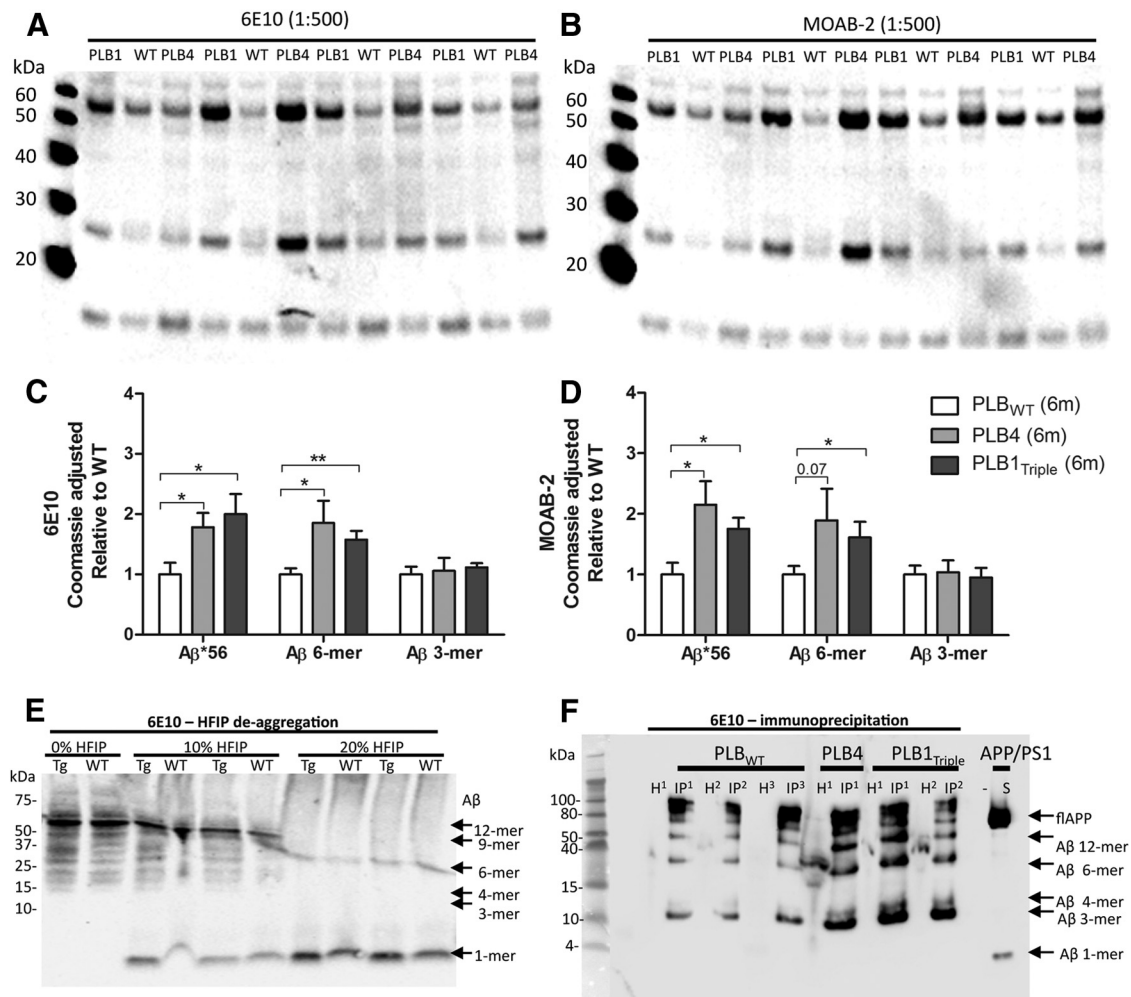 A
6E10 (1:500)
PLB1 WT PLB4 PLB1 WT PLB4 PLB1 WT PLB4 PLB1 WT PLB4
kDa
60
50
40
30
20
B
MOAB-2 (1:500)
PLB1 WT PLB4 PLB1 WT PLB4 PLB1 WT PLB4 PLB1 WT PLB4
kDa
60
50
40
30
20
C
6E10
Coomassie adjusted
Relative to WT
4
3
2
1
0
*
*
**
*
Aβ*56 Aβ 6-mer Aβ 3-mer
D
MOAB-2
Coomassie adjusted
Relative to WT
4
3
2
1
0
*
*
*
0.07
Aβ*56 Aβ 6-mer Aβ 3-mer
PLBWT (6m)
PLB4 (6m)
PLB1Triple (6m)
E
6E10 – HFIP de-aggregation
0% HFIP 10% HFIP 20% HFIP
Tg WT Tg WT Tg WT Tg WT Tg WT
kDa
75-
50-
37-
25-
15-
10-
Aβ
12-mer
9-mer
6-mer
4-mer
3-mer
1-mer
F
6E10 – immunoprecipitation
PLBWT PLB4 PLB1Triple APP/PS1
kDa
H¹ IP¹ H² IP² H³ IP³ H¹ IP¹ H¹ IP¹ H² IP² - S
100-
80-
50-
40-
15-
10-
4-
flAPP
Aβ 12-mer
Aβ 6-mer
Aβ 4-mer
Aβ 3-mer
Aβ 1-mer